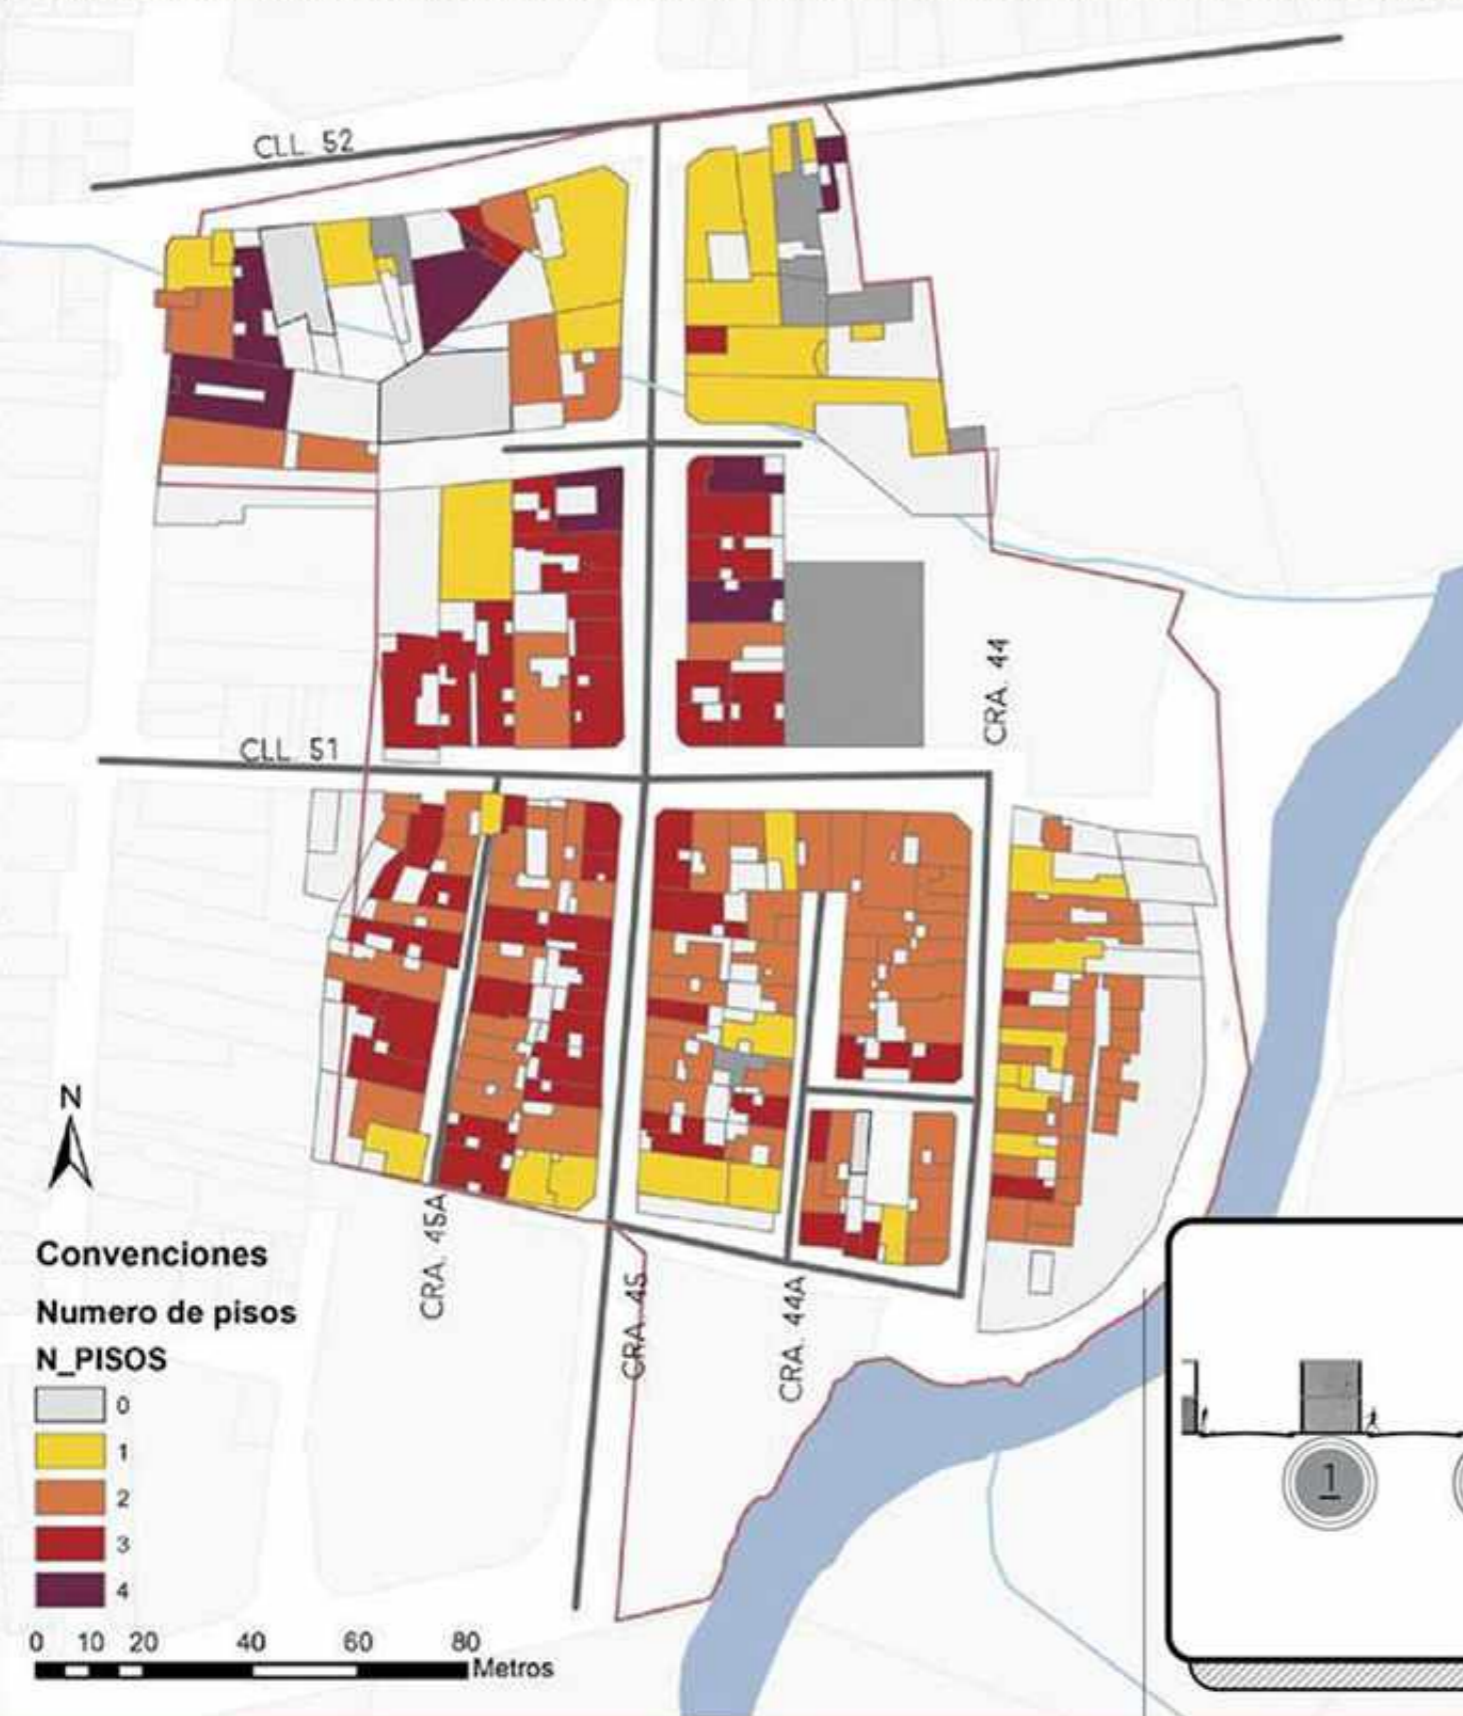 CLL. 52
CRA. 44
CLL. 51
N
CRA. 45A
CRA. 45
CRA. 44A
Convenciones
Numero de pisos
N_PISOS
0
1
2
3
4
0 10 20 40 60 80
Metros
1